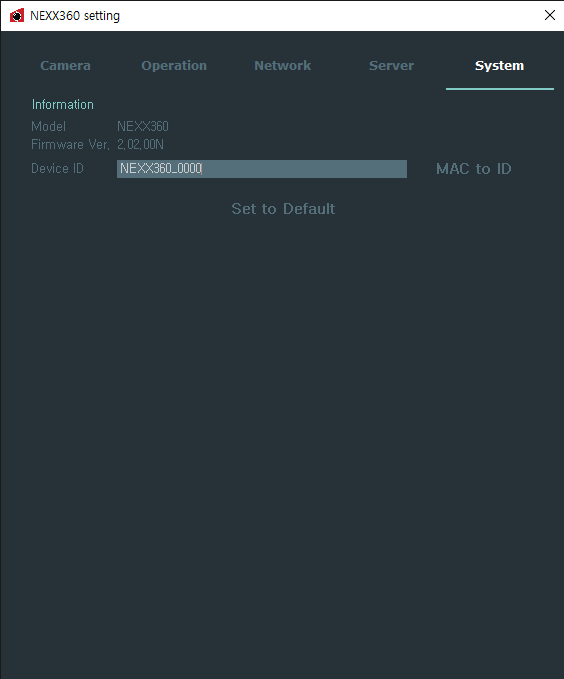 NEXX360 setting
Camera Operation Network Server System
Information
Model NEXX360
Firmware Ver. 2.02.00N
Device ID NEXX360_0000 MAC to ID
Set to Default